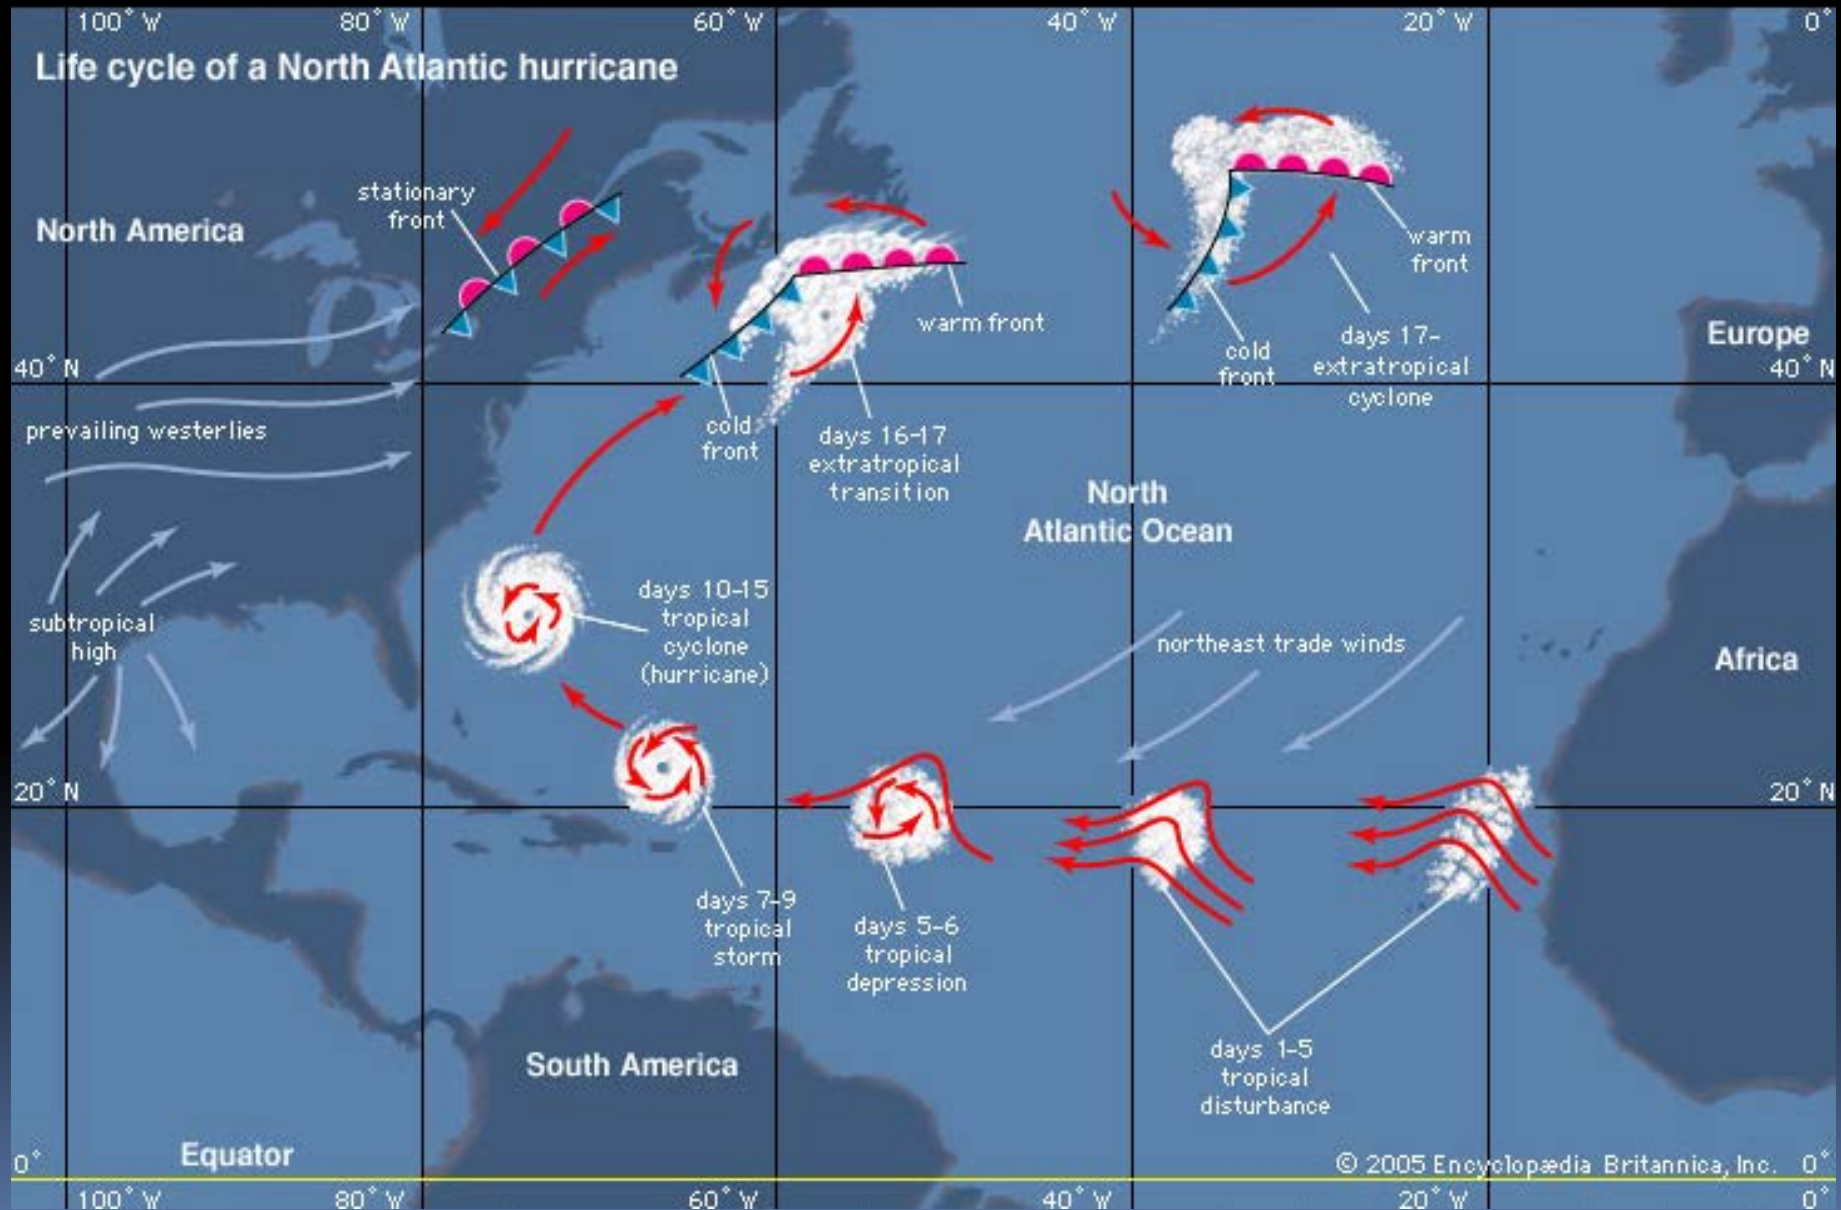 100° W 80° W 60° W 40° W 20° W 0°
Life cycle of a North Atlantic hurricane
stationary
front
North America
warm
front
warm front
days 17-
extratropical
cyclone
cold
front
Europe
40° N 40° N
prevailing westerlies
cold
front
days 16-17
extratropical
transition
North
Atlantic Ocean
days 10-15
tropical
cyclone
(hurricane)
subtropical
high
northeast trade winds
Africa
20° N 20° N
days 7-9
tropical
storm
days 5-6
tropical
depression
days 1-5
tropical
disturbance
South America
Equator
0° © 2005 Encyclopædia Britannica, Inc. 0°
100° W 80° W 60° W 40° W 20° W 0°